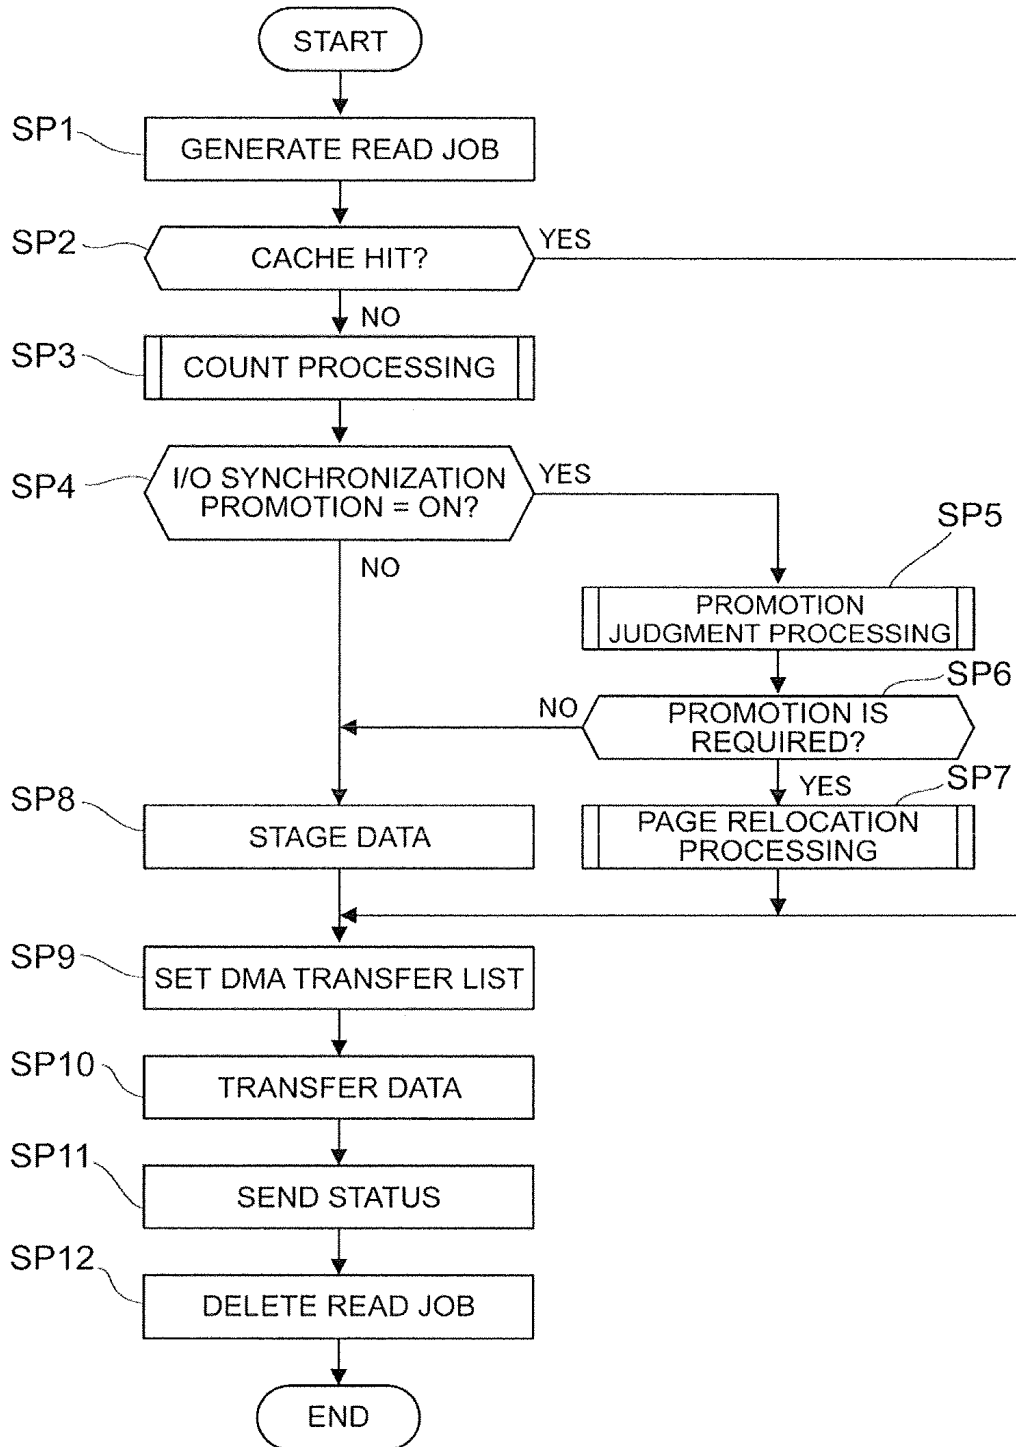 START
SP1
GENERATE READ JOB
SP2
CACHE HIT?
YES
NO
SP3
COUNT PROCESSING
SP4
I/O SYNCHRONIZATION
PROMOTION = ON?
YES
NO
SP5
PROMOTION
JUDGMENT PROCESSING
SP6
PROMOTION IS
REQUIRED?
NO
YES
SP7
PAGE RELOCATION
PROCESSING
SP8
STAGE DATA
SP9
SET DMA TRANSFER LIST
SP10
TRANSFER DATA
SP11
SEND STATUS
SP12
DELETE READ JOB
END